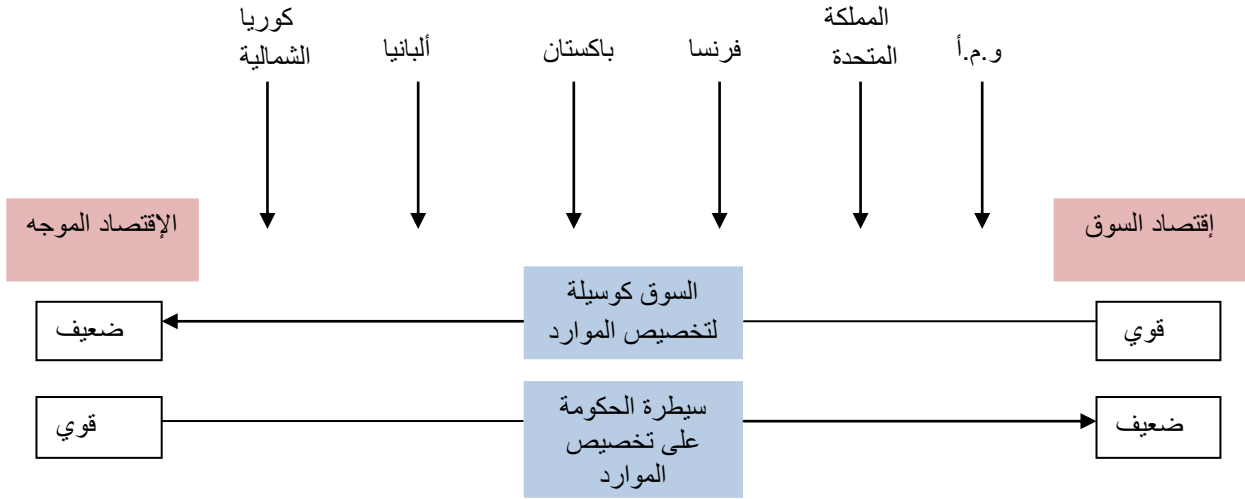 و.م.أ
المملكة
المتحدة
فرنسا
باكستان
ألبانيا
كوريا
الشمالية
إقتصاد السوق
الإقتصاد الموجه
قوي
السوق كوسيلة
لتخصيص الموارد
ضعيف
ضعيف
سيطرة الحكومة
على تخصيص
الموارد
قوي